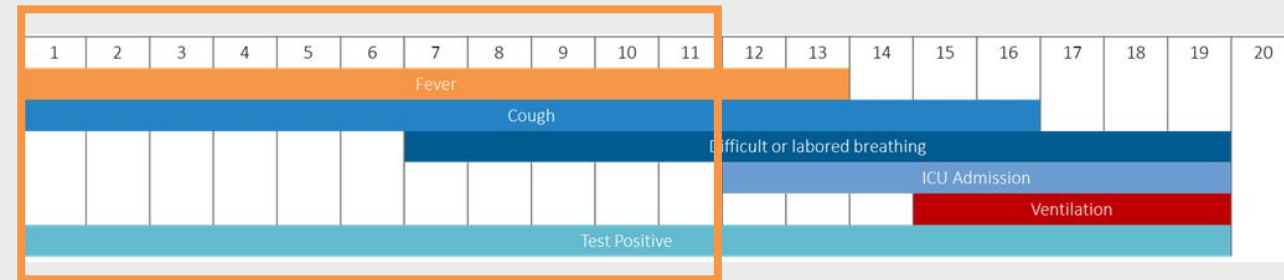 1 2 3 4 5 6 7 8 9 10 11 12 13 14 15 16 17 18 19 20
Fever
Cough
Difficult or labored breathing
ICU Admission
Ventilation
Test Positive